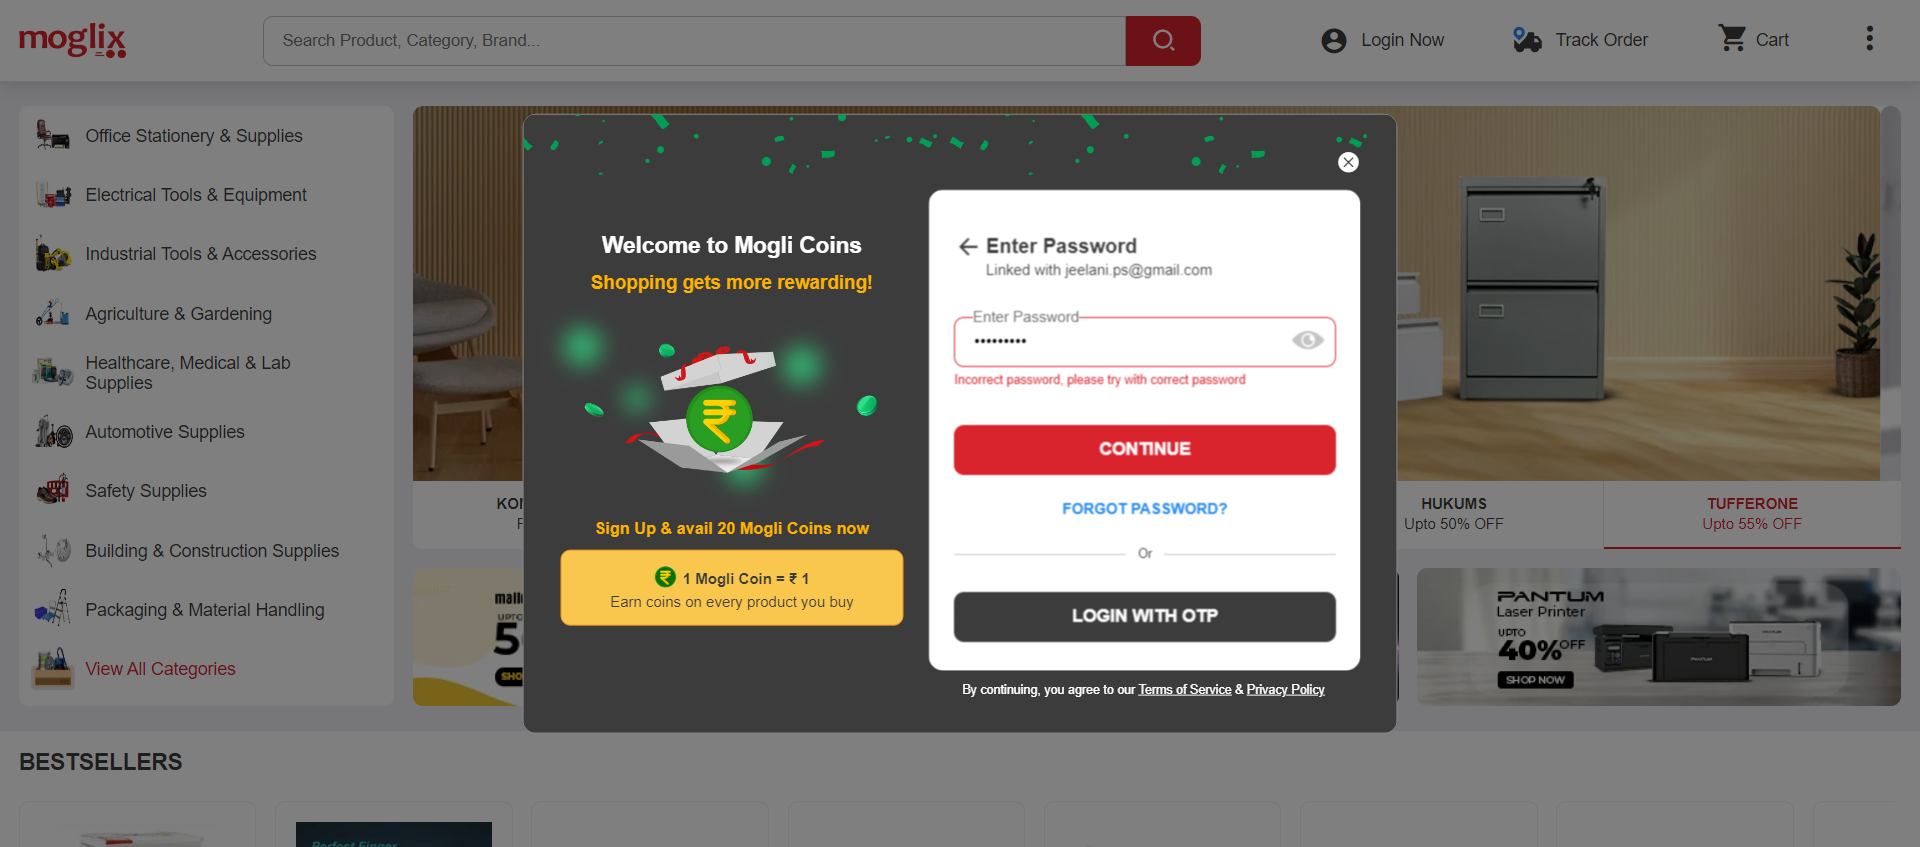 moglix
Search Product, Category, Brand...
Login Now
Track Order
Cart
Office Stationery & Supplies
Electrical Tools & Equipment
Industrial Tools & Accessories
Agriculture & Gardening
Healthcare, Medical & Lab
Supplies
Automotive Supplies
Safety Supplies
Building & Construction Supplies
Packaging & Material Handling
View All Categories
Welcome to Mogli Coins
Shopping gets more rewarding!
Sign Up & avail 20 Mogli Coins now
1 Mogli Coin = ₹ 1
Earn coins on every product you buy
Enter Password
Linked with jeelani.ps@gmail.com
Enter Password
•••••••••
Incorrect password, please try with correct password
CONTINUE
FORGOT PASSWORD?
Or
LOGIN WITH OTP
By continuing, you agree to our Terms of Service & Privacy Policy
HUKUMS
Upto 50% OFF
TUFFERONE
Upto 55% OFF
UPTO
PANTUM
Laser Printer
UPTO
40% OFF
SHOP NOW
BESTSELLERS
Perfect Finger